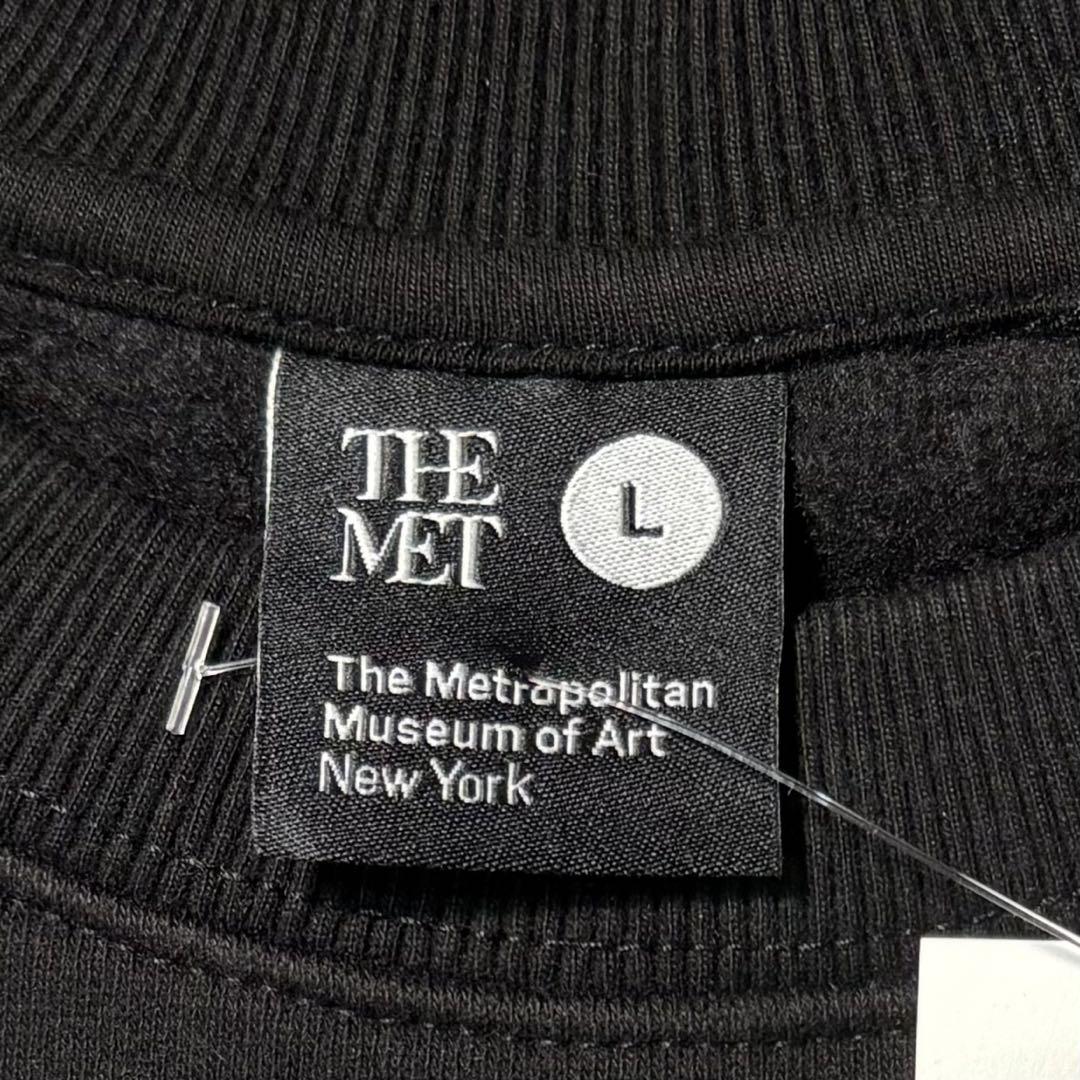 THE
MET
L
The Metropolitan
Museum of Art
New York